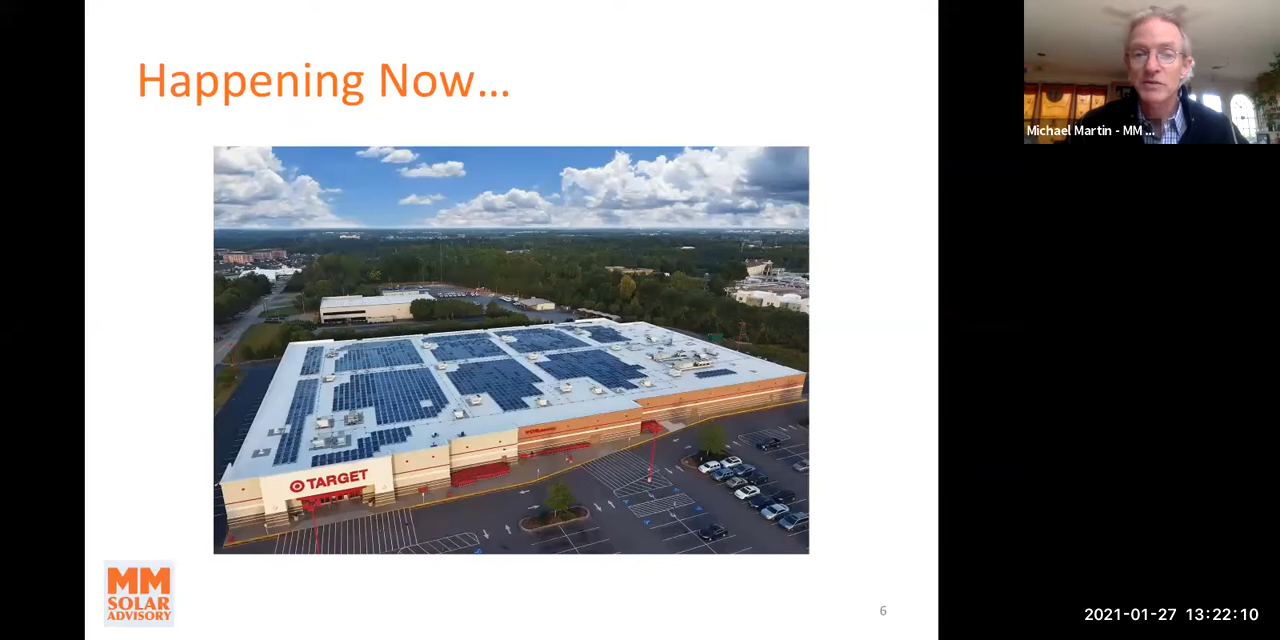 Happening Now...
Michael Martin - MM ...
TARGET
MM
SOLAR
ADVISORY
6
2021-01-27 13:22:10